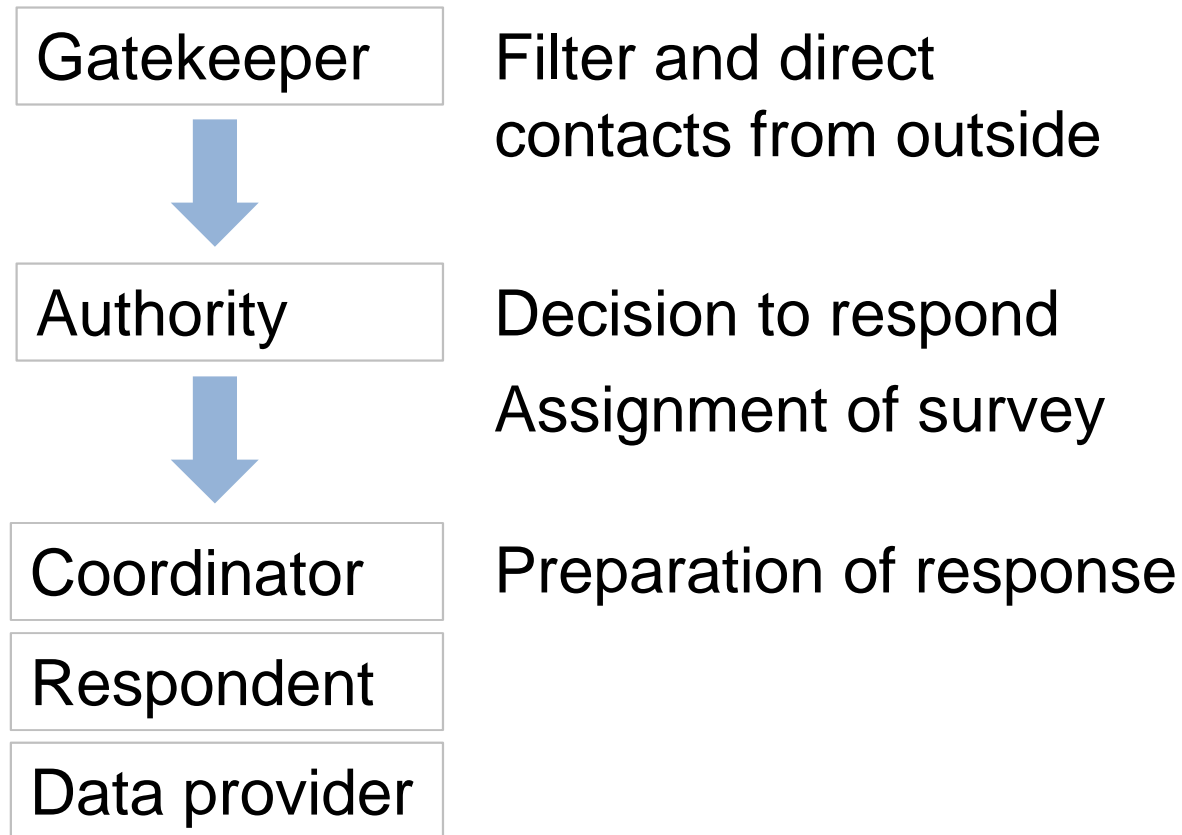 Gatekeeper
Filter and direct
contacts from outside
Authority
Decision to respond
Assignment of survey
Coordinator
Preparation of response
Respondent
Data provider